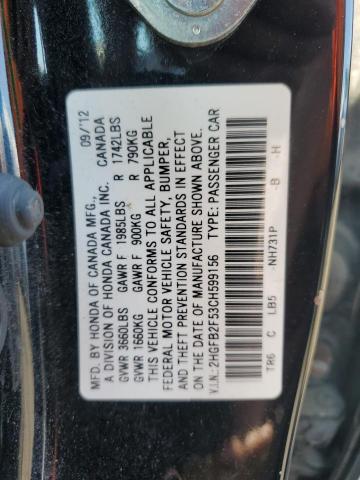 MFD. BY HONDA OF CANADA MFG., 09/'12
A DIVISION OF HONDA CANADA INC. CANADA
GVWR 3660LBS GAWR F 1985LBS R 1742LBS
GVWR 1660KG GAWR F 900KG R 790KG
THIS VEHICLE CONFORMS TO ALL APPLICABLE
FEDERAL MOTOR VEHICLE SAFETY, BUMPER,
AND THEFT PREVENTION STANDARDS IN EFFECT
ON THE DATE OF MANUFACTURE SHOWN ABOVE.
V.I.N.: 2HGFB2F53CH599156 TYPE: PASSENGER CAR
TR6 C LB5 NH731P -B -H